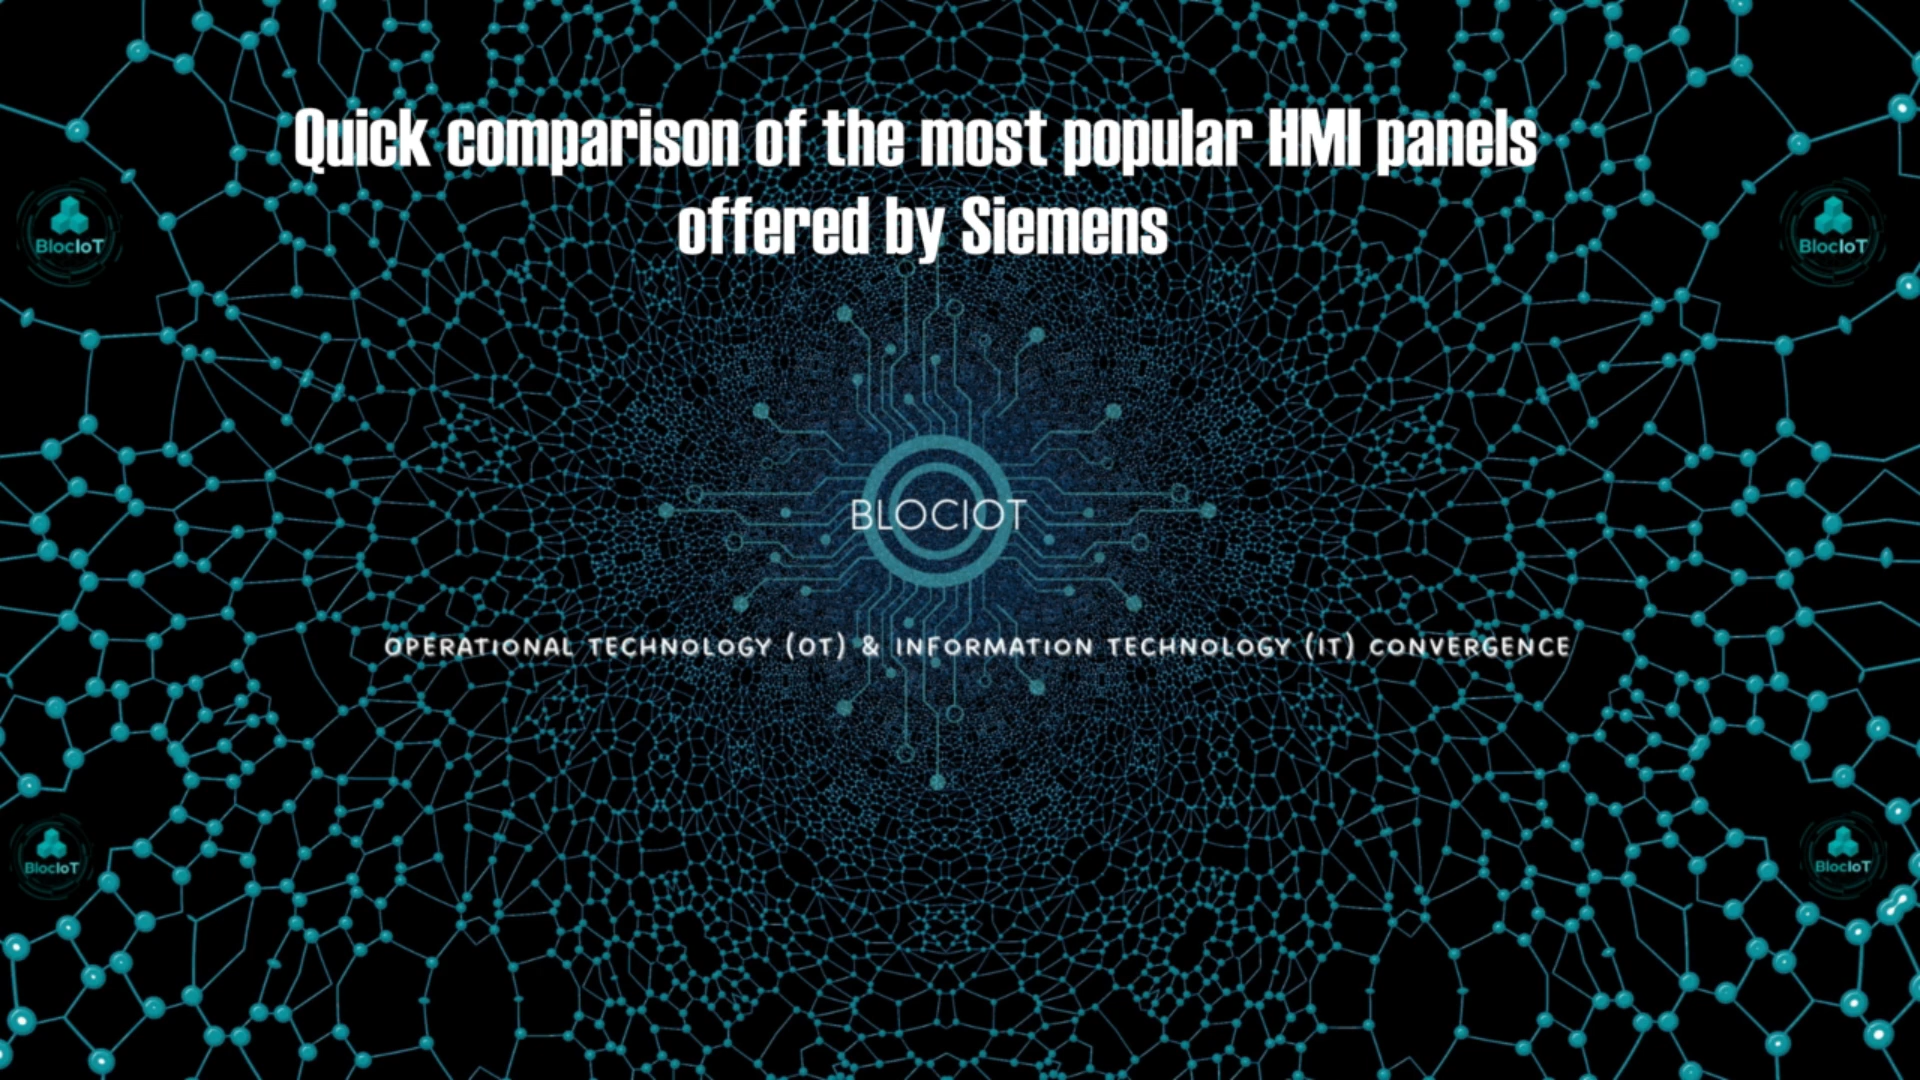 Quick comparison of the most popular HMI panels
offered by Siemens
BlocIoT
BlocIoT
BLOCIOT
OPERATIONAL TECHNOLOGY (OT) & INFORMATION TECHNOLOGY (IT) CONVERGENCE
BlocIoT
BlocIoT